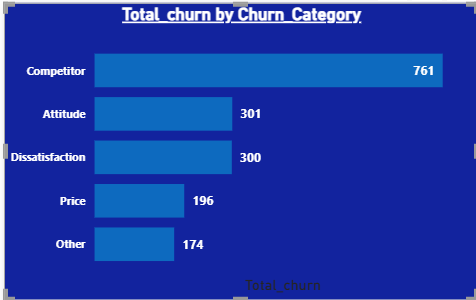 Total_churn by Churn_Category
Competitor 761
Attitude 301
Dissatisfaction 300
Price 196
Other 174
Total_churn